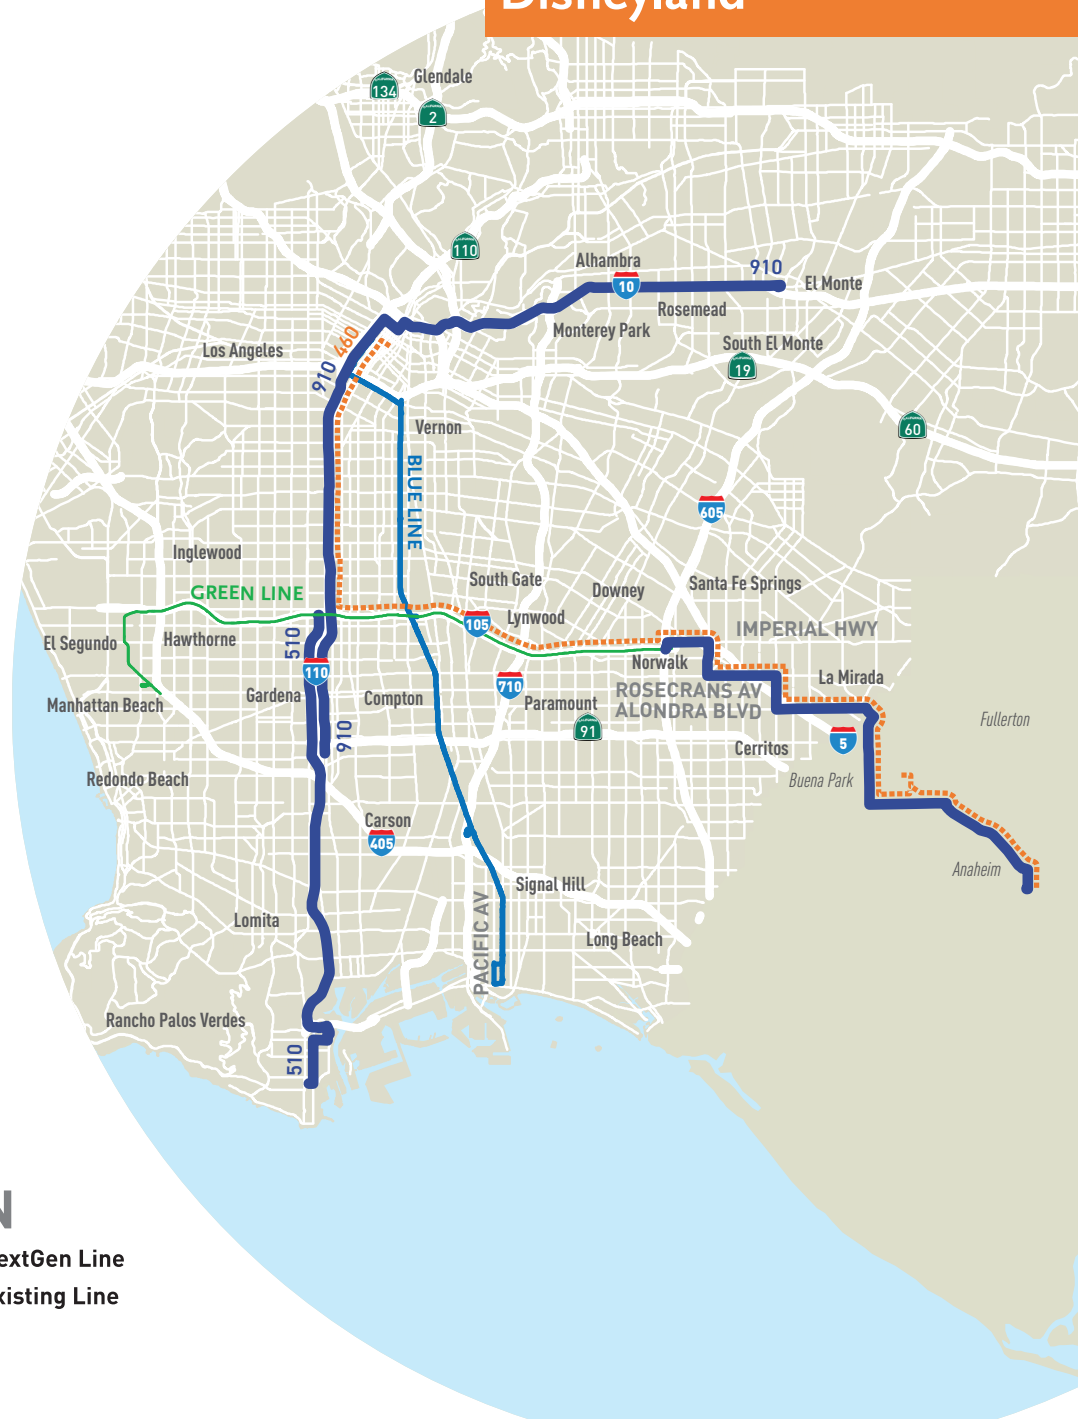 Disneyland
Glendale
134
2
110
Alhambra
910
10
El Monte
Rosemead
460
Monterey Park
Los Angeles
South El Monte
910
19
Vernon
60
BLUE LINE
605
Inglewood
South Gate
Downey
Santa Fe Springs
GREEN LINE
Lynwood
105
IMPERIAL HWY
El Segundo
Hawthorne
510
Norwalk
110
La Mirada
710
ROSECRANS AV
Gardena
Compton
Manhattan Beach
Paramount
ALONDRA BLVD
Fullerton
91
910
5
Cerritos
Redondo Beach
Buena Park
Carson
405
Anaheim
Signal Hill
Lomita
PACIFIC AV
Long Beach
Rancho Palos Verdes
510
N
extGen Line
xisting Line